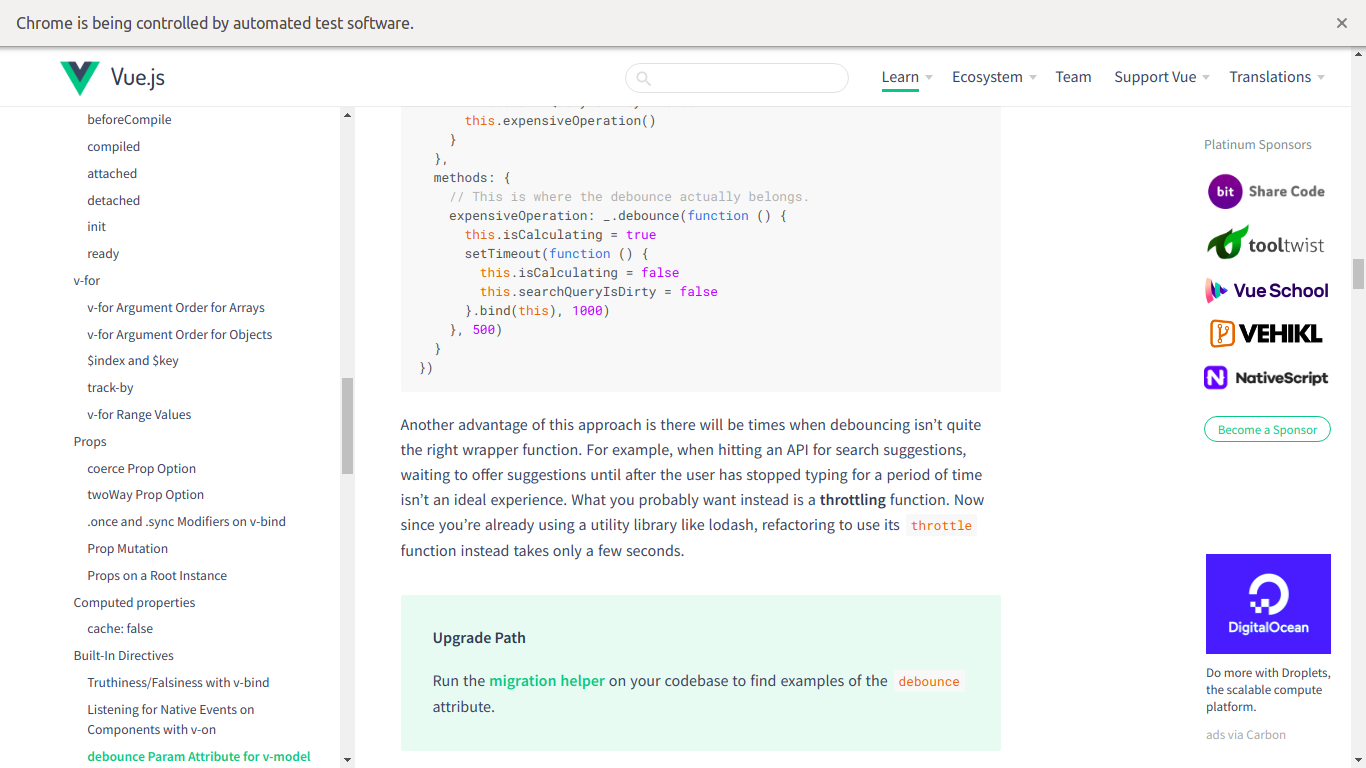 Chrome is being controlled by automated test software.
Vue.js
Learn
Ecosystem
Team
Support Vue
Translations
beforeCompile
compiled
attached
detached
init
ready
v-for
v-for Argument Order for Arrays
v-for Argument Order for Objects
$index and $key
track-by
v-for Range Values
Props
coerce Prop Option
twoWay Prop Option
.once and .sync Modifiers on v-bind
Prop Mutation
Props on a Root Instance
Computed properties
cache: false
Built-In Directives
Truthiness/Falsiness with v-bind
Listening for Native Events on
Components with v-on
debounce Param Attribute for v-model
this.expensiveOperation()
}
},
methods: {
// This is where the debounce actually belongs.
expensiveOperation: _.debounce(function () {
this.isCalculating = true
setTimeout(function () {
this.isCalculating = false
this.searchQueryIsDirty = false
}.bind(this), 1000)
}, 500)
}
})
Another advantage of this approach is there will be times when debouncing isn’t quite
the right wrapper function. For example, when hitting an API for search suggestions,
waiting to offer suggestions until after the user has stopped typing for a period of time
isn’t an ideal experience. What you probably want instead is a throttling function. Now
since you’re already using a utility library like lodash, refactoring to use its throttle
function instead takes only a few seconds.
Upgrade Path
Run the migration helper on your codebase to find examples of the debounce
attribute.
Platinum Sponsors
bit Share Code
tooltwist
Vue School
VEHIKL
N NativeScript
Become a Sponsor
DigitalOcean
Do more with Droplets,
the scalable compute
platform.
ads via Carbon